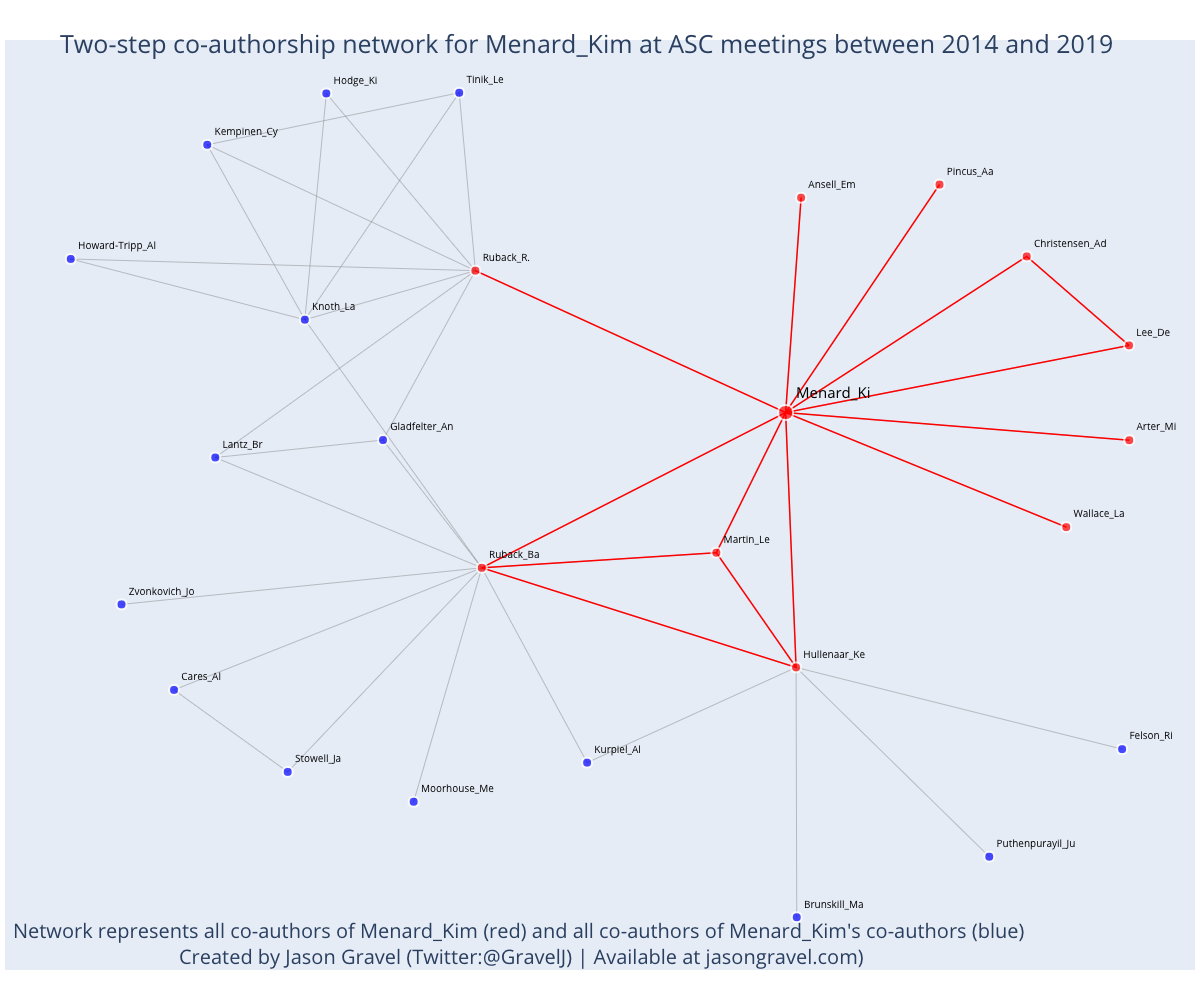 Two-step co-authorship network for Menard_Kim at ASC meetings between 2014 and 2019
Hodge_Ki
Tinik_Le
Kempinen_Cy
Pincus_Aa
Ansell_Em
Howard-Tripp_Al
Christensen_Ad
Ruback_R.
Knoth_La
Lee_De
Menard_Ki
Gladfelter_An
Arter_Mi
Lantz_Br
Wallace_La
Martin_Le
Ruback_Ba
Zvonkovich_Jo
Hullenaar_Ke
Cares_Al
Felson_Ri
Kurpiel_Al
Stowell_Ja
Moorhouse_Me
Puthenpurayil_Ju
Brunskill_Ma
Network represents all co-authors of Menard_Kim (red) and all co-authors of Menard_Kim's co-authors (blue)
Created by Jason Gravel (Twitter:@GravelJ) | Available at jasongravel.com)